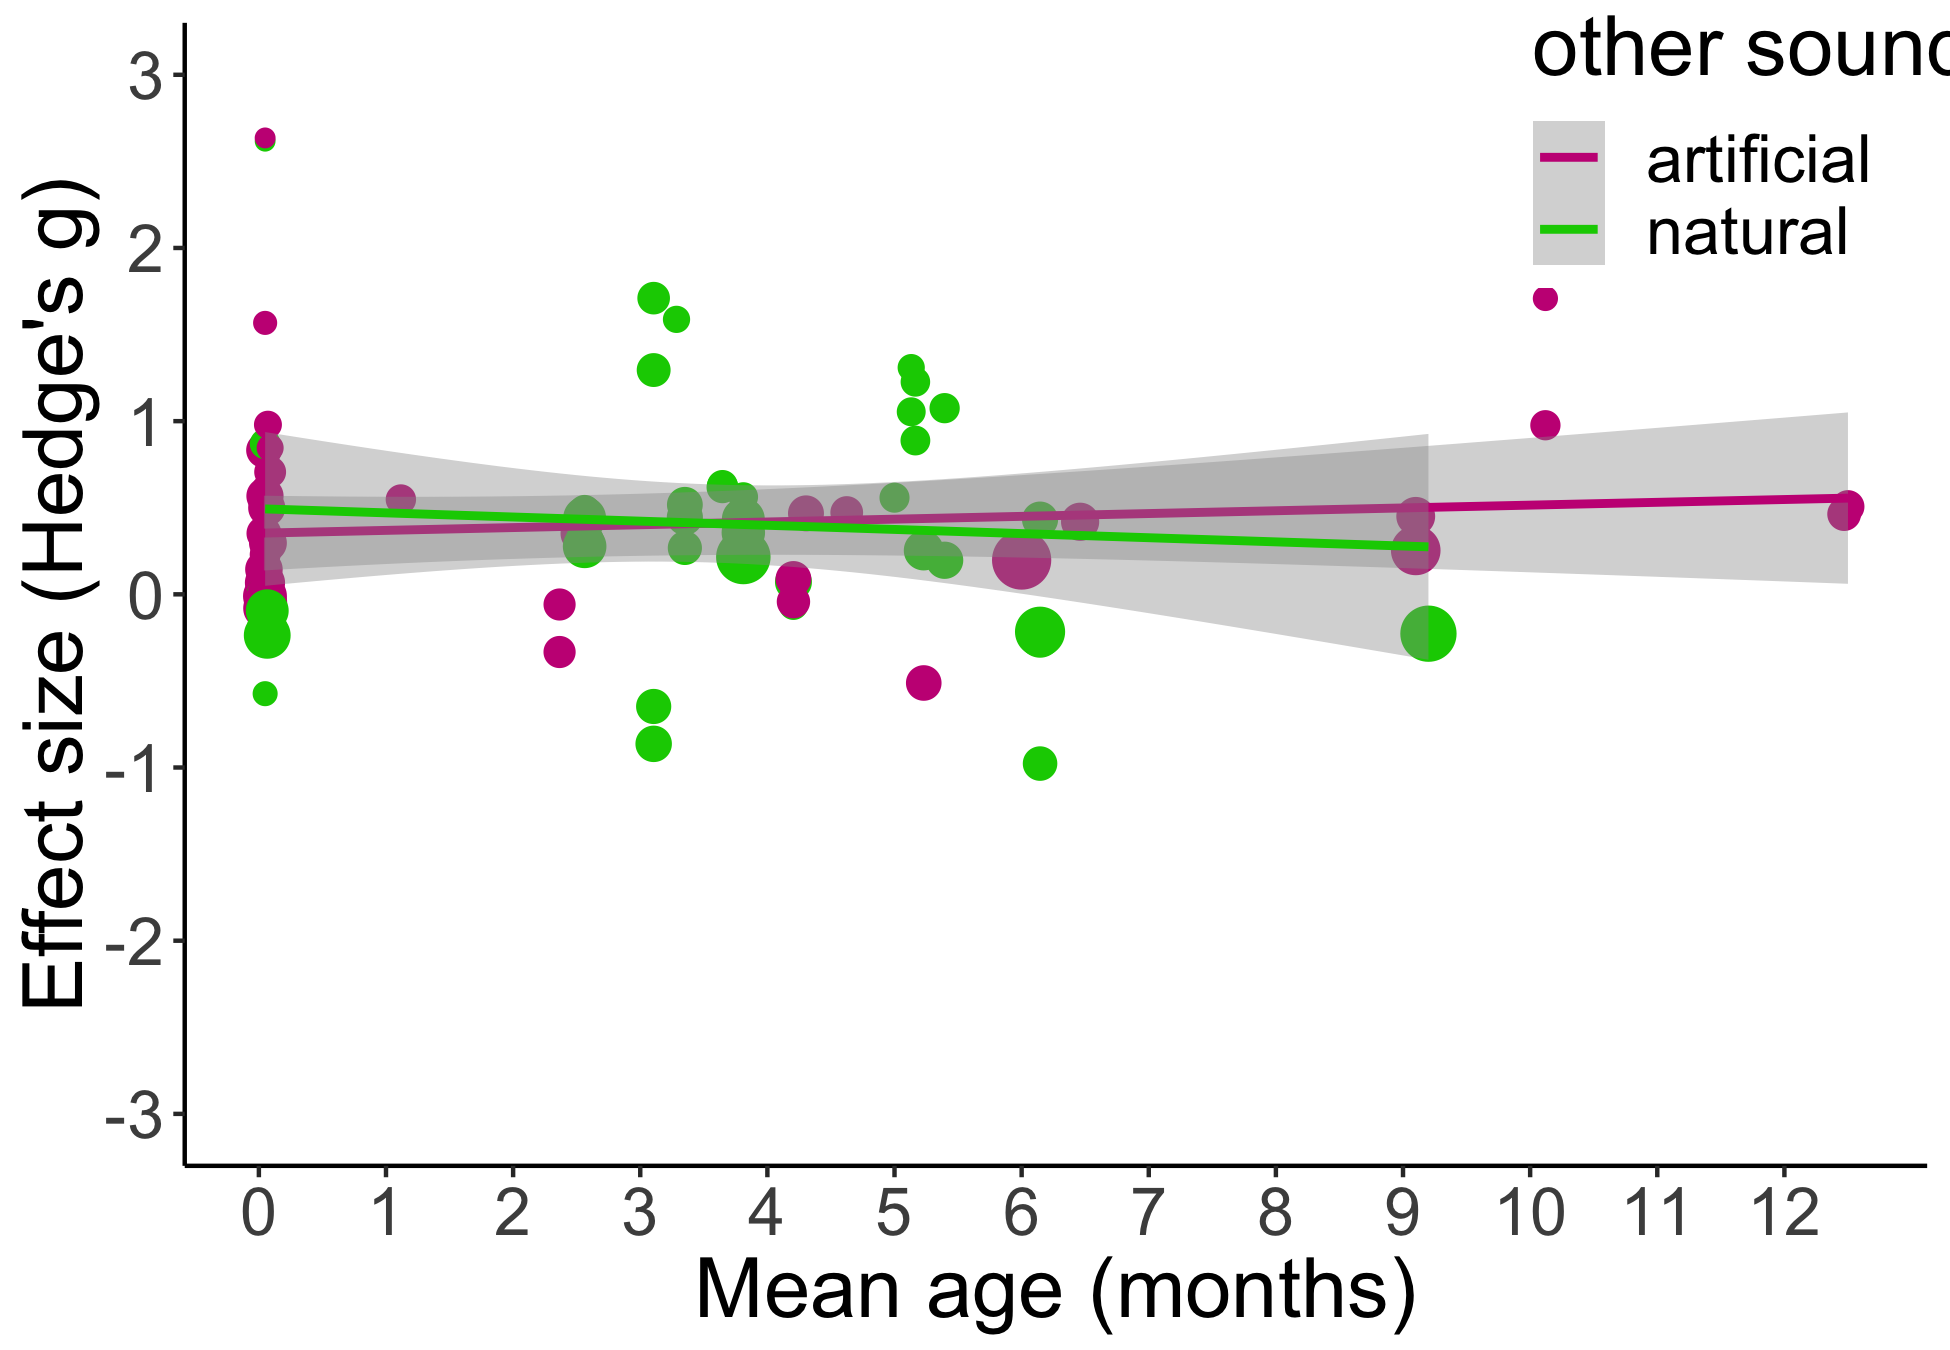 other sound
artificial
natural
Effect size (Hedge's g)
3
2
1
0
-1
-2
-3
0 1 2 3 4 5 6 7 8 9 10 11 12
Mean age (months)